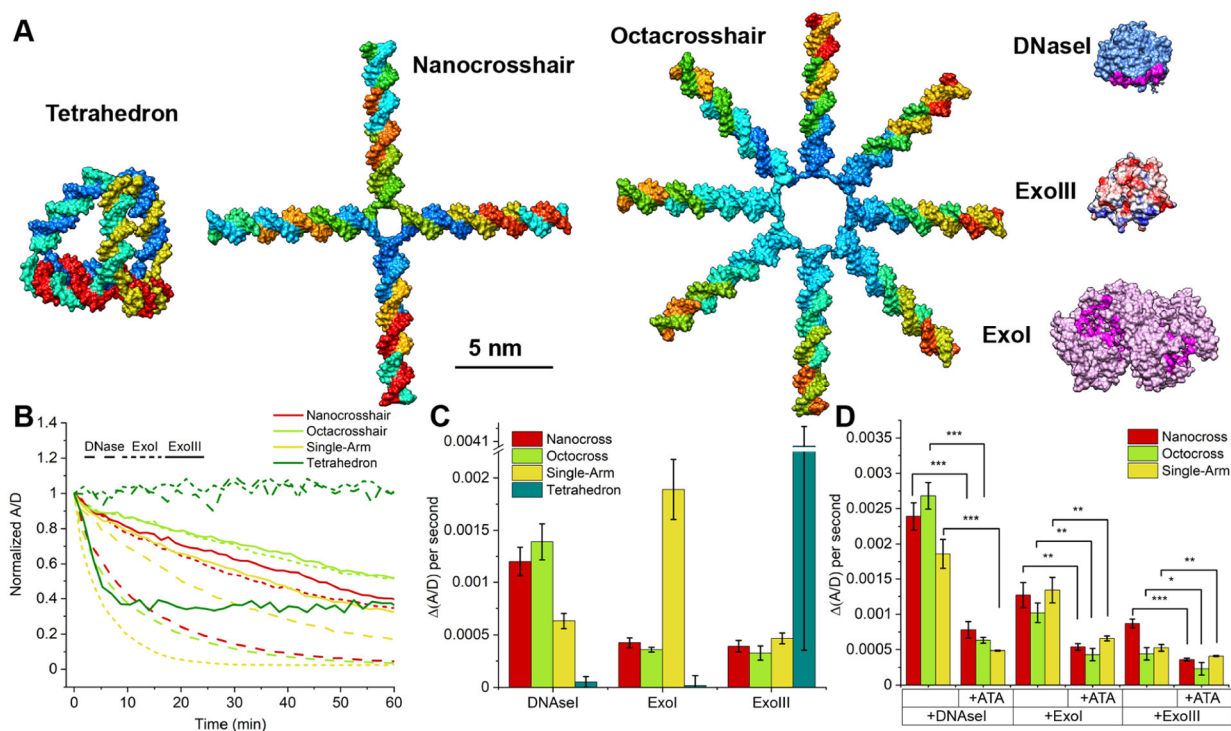 A
Tetrahedron
Nanocrosshair
Octacrosshair
DNaseI
ExoIII
ExoI
5 nm
B
Normalized A/D
1.4
1.2
1
0.8
0.6
0.4
0.2
0
DNase ExoI ExoIII
Nanocrosshair
Octacrosshair
Single-Arm
Tetrahedron
0 10 20 30 40 50 60
Time (min)
C
Δ(A/D) per second
0.0041
0.002
0.0015
0.001
0.0005
0
Nanocross
Octocross
Single-Arm
Tetrahedron
DNAseI ExoI ExoIII
D
Δ(A/D) per second
0.0035
0.003
0.0025
0.002
0.0015
0.001
0.0005
0
Nanocross
Octocross
Single-Arm
***
***
***
**
**
**
**
*
***
+ATA +ATA +ATA
+DNAseI +ExoI +ExoIII